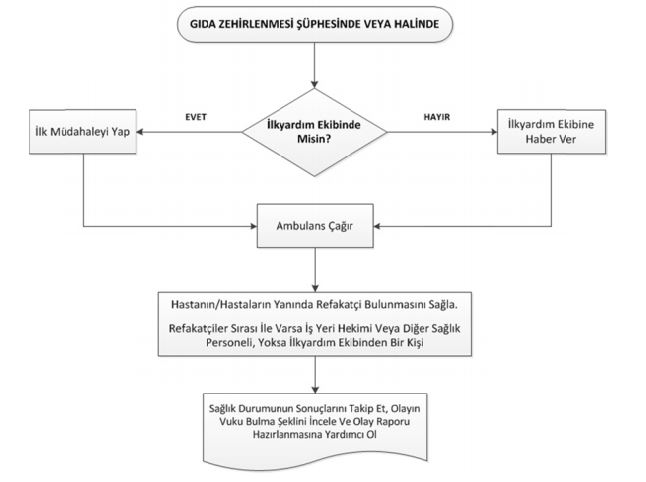 GIDA ZEHİRLENMESİ ŞÜPHESİNDE VEYA HALİNDE
EVET
İlkyardım Ekibinde
Misin?
HAYIR
İlk Müdahaleyi Yap
İlkyardım Ekibine
Haber Ver
Ambulans Çağır
Hastanın/Hastaların Yanında Refakatçi Bulunmasını Sağla.
Refakatçiler Sırası İle Varsa İş Yeri Hekimi Veya Diğer Sağlık
Personeli, Yoksa İlkyardım Ekibinden Bir Kişi
Sağlık Durumunun Sonuçlarını Takip Et, Olayın
Vuku Bulma Şeklini İncele Ve Olay Raporu
Hazırlanmasına Yardımcı Ol